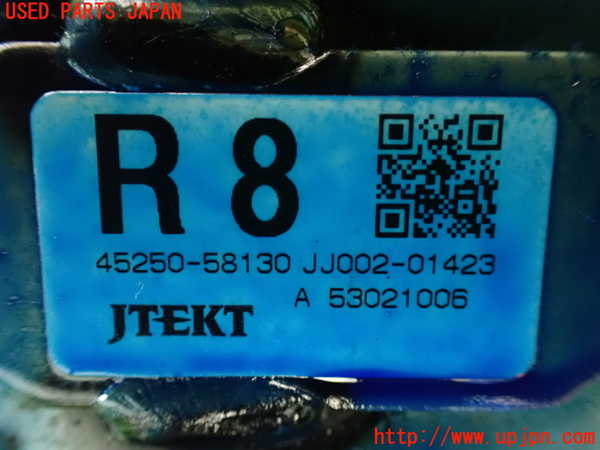 USED PARTS JAPAN
R 8
45250-58130 JJ002-01423
A 53021006
JTEKT
http://www.upjpn.com/